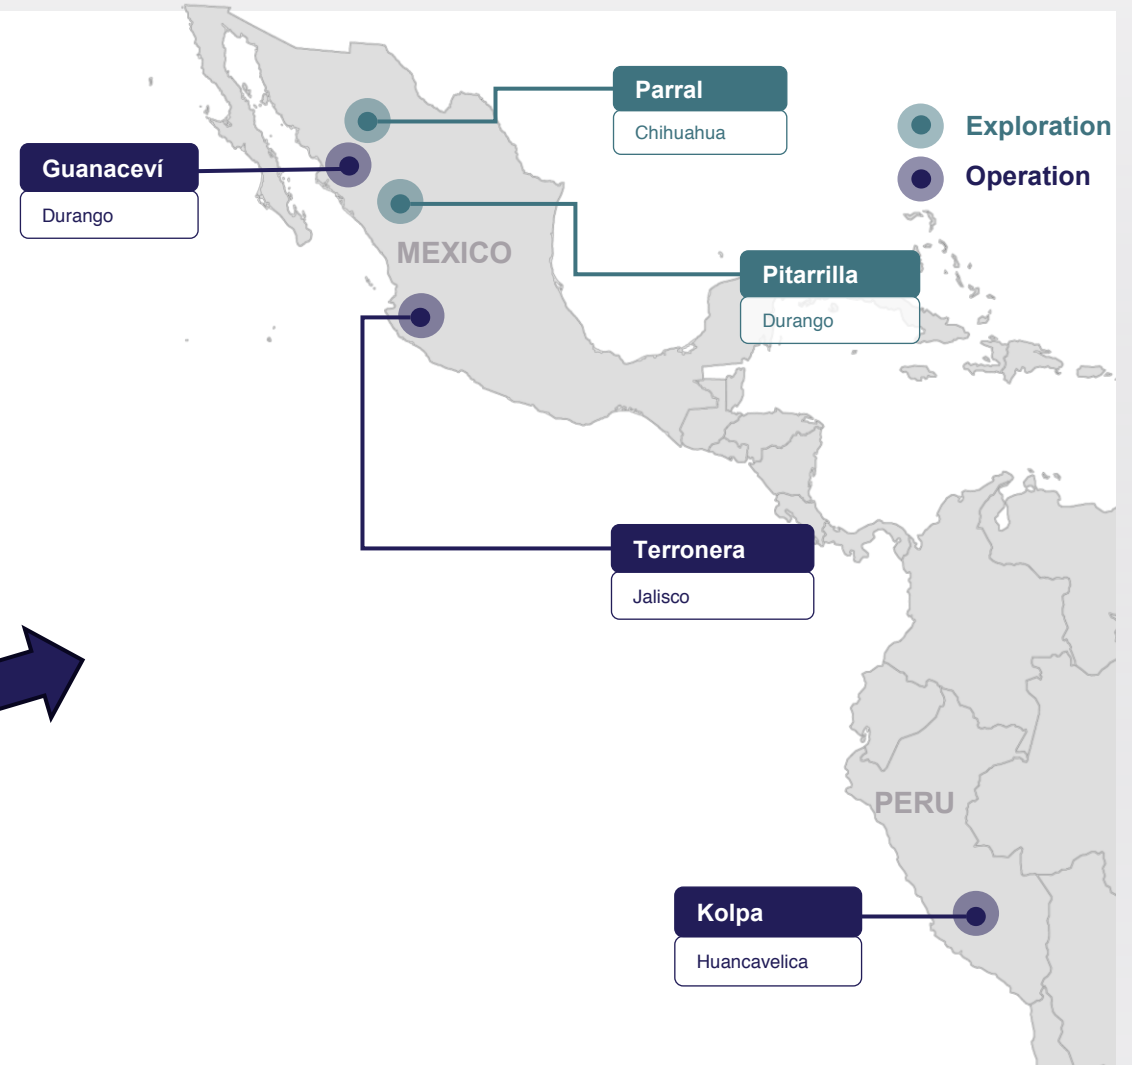 Parral
Chihuahua
Exploration
Operation
Guanaceví
Durango
MEXICO
Pitarrilla
Durango
Terronera
Jalisco
PERU
Kolpa
Huancavelica